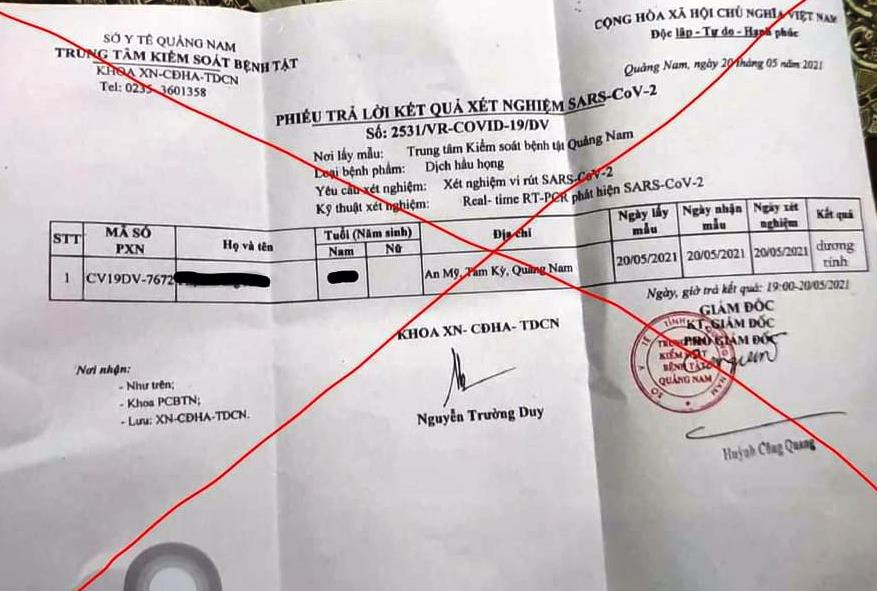 SỞ Y TẾ QUẢNG NAM
TRUNG TÂM KIỂM SOÁT BỆNH TẬT
KHOA XN-CĐHA-TDCN
Tel: 0235-3601358
CỘNG HÒA XÃ HỘI CHỦ NGHĨA VIỆT NAM
Độc lập - Tự do - Hạnh phúc
Quảng Nam, ngày 20 tháng 05 năm 2021
PHIẾU TRẢ LỜI KẾT QUẢ XÉT NGHIỆM SARS-CoV-2
Số: 2531/VR-COVID-19/DV
Nơi lấy mẫu: Trung tâm Kiểm soát bệnh tật Quảng Nam
Loại bệnh phẩm: Dịch hầu họng
Yêu cầu xét nghiệm: Xét nghiệm vi rút SARS-CoV-2
Kỹ thuật xét nghiệm: Real- time RT-PCR phát hiện SARS-CoV-2
STT MÃ SỐ PXN Họ và tên Tuổi (Năm sinh) Nam Nữ Địa chỉ Ngày lấy mẫu Ngày nhận mẫu Ngày xét nghiệm Kết quả
1 CV19DV-7672 An Mỹ, Tam Kỳ, Quảng Nam 20/05/2021 20/05/2021 20/05/2021 dương tính
Ngày, giờ trả kết quả: 19:00-20/05/2021
KHOA XN- CĐHA- TDCN
GIÁM ĐỐC
KT. GIÁM ĐỐC
PHÓ GIÁM ĐỐC
Nơi nhận:
- Như trên;
- Khoa PCBTN;
- Lưu: XN-CĐHA-TDCN.
TRUNG
KIỂM SOÁT
BỆNH TẬT
QUẢNG NAM
Nguyễn Trường Duy
Huỳnh Công Quang